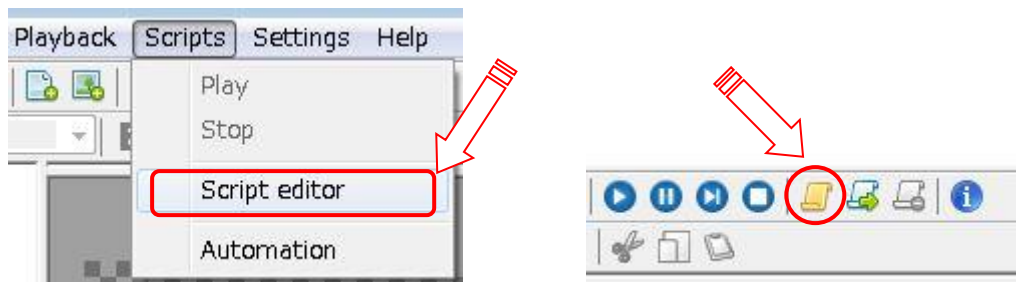 Playback Scripts Settings Help
Play
Stop
Script editor
Automation